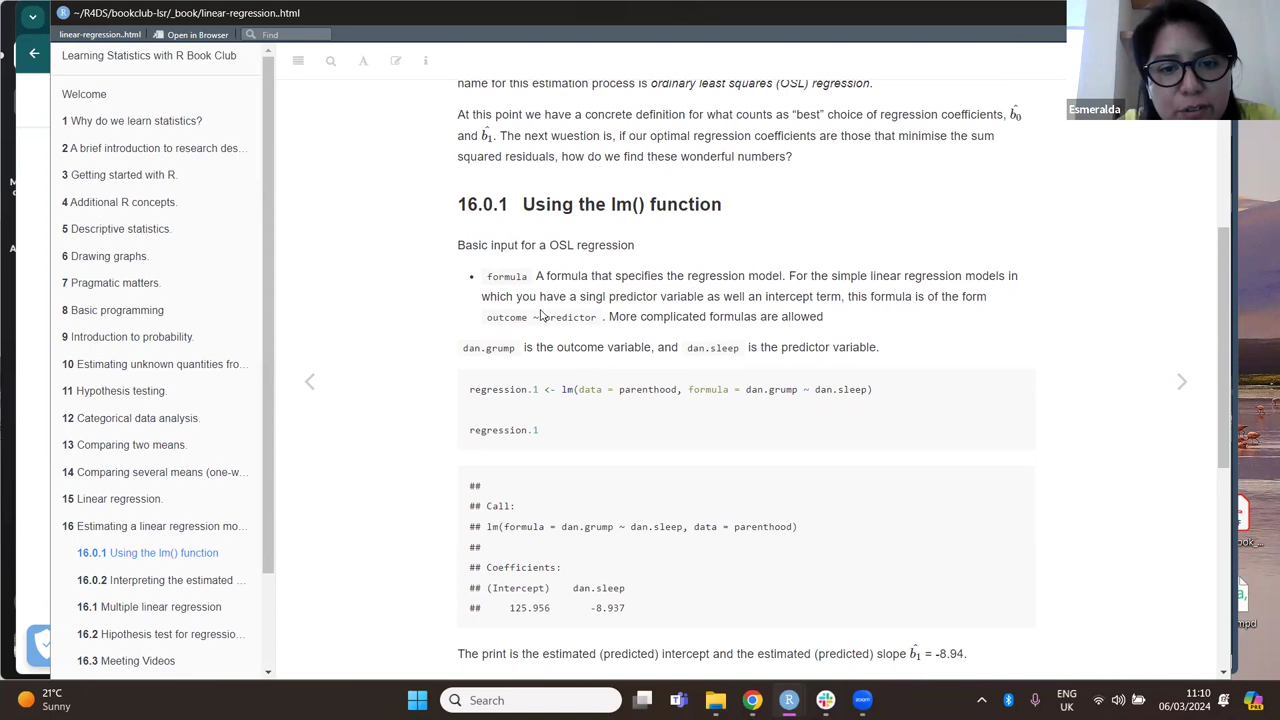 ~/R4DS/bookclub-lsr/_book/linear-regression..html
linear-regression..html
Open in Browser
Find
Learning Statistics with R Book Club
Welcome
1 Why do we learn statistics?
2 A brief introduction to research des...
3 Getting started with R.
4 Additional R concepts.
5 Descriptive statistics.
6 Drawing graphs.
7 Pragmatic matters.
8 Basic programming
9 Introduction to probability.
10 Estimating unknown quantities fro...
11 Hypothesis testing.
12 Categorical data analysis.
13 Comparing two means.
14 Comparing several means (one-w...
15 Linear regression.
16 Estimating a linear regression mo...
16.0.1 Using the lm() function
16.0.2 Interpreting the estimated ...
16.1 Multiple linear regression
16.2 Hipothesis test for regressio...
16.3 Meeting Videos
name for this estimation process is ordinary least squares (OSL) regression.
At this point we have a concrete definition for what counts as “best” choice of regression coefficients, b̂0
and b̂1. The next wuestion is, if our optimal regression coefficients are those that minimise the sum
squared residuals, how do we find these wonderful numbers?
16.0.1 Using the lm() function
Basic input for a OSL regression
• formula A formula that specifies the regression model. For the simple linear regression models in
which you have a singl predictor variable as well an intercept term, this formula is of the form
outcome ~ predictor . More complicated formulas are allowed
dan.grump is the outcome variable, and dan.sleep is the predictor variable.
regression.1 <- lm(data = parenthood, formula = dan.grump ~ dan.sleep)
regression.1
##
## Call:
## lm(formula = dan.grump ~ dan.sleep, data = parenthood)
##
## Coefficients:
## (Intercept) dan.sleep
## 125.956 -8.937
The print is the estimated (predicted) intercept and the estimated (predicted) slope b̂1 = -8.94.
Esmeralda
21°C
Sunny
Search
ENG
UK
11:10
06/03/2024